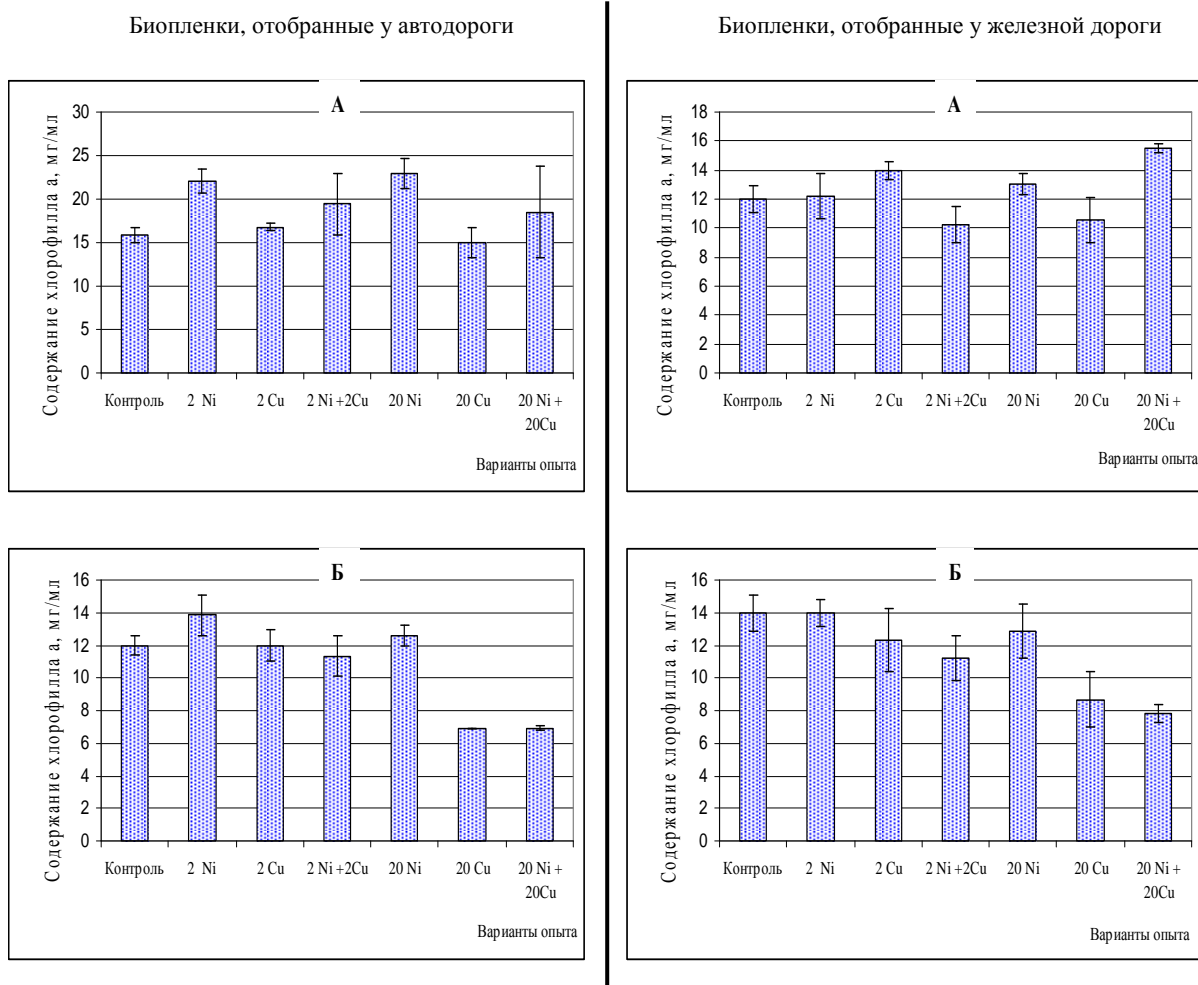 Биопленки, отобранные у автодороги
А
Содержание хлорофилла а, мг/мл
30
25
20
15
10
5
0
Контроль 2 Ni 2 Cu 2 Ni +2Cu 20 Ni 20 Cu 20 Ni +
20Cu
Варианты опыта
Б
Содержание хлорофилла а, мг/мл
16
14
12
10
8
6
4
2
0
Контроль 2 Ni 2 Cu 2 Ni +2Cu 20 Ni 20 Cu 20 Ni +
20Cu
Варианты опыта
Биопленки, отобранные у железной дороги
А
Содержание хлорофилла а, мг/мл
18
16
14
12
10
8
6
4
2
0
Контроль 2 Ni 2 Cu 2 Ni +2Cu 20 Ni 20 Cu 20 Ni +
20Cu
Варианты опыта
Б
Содержание хлорофилла а, мг/мл
16
14
12
10
8
6
4
2
0
Контроль 2 Ni 2 Cu 2 Ni +2Cu 20 Ni 20 Cu 20 Ni +
20Cu
Варианты опыта